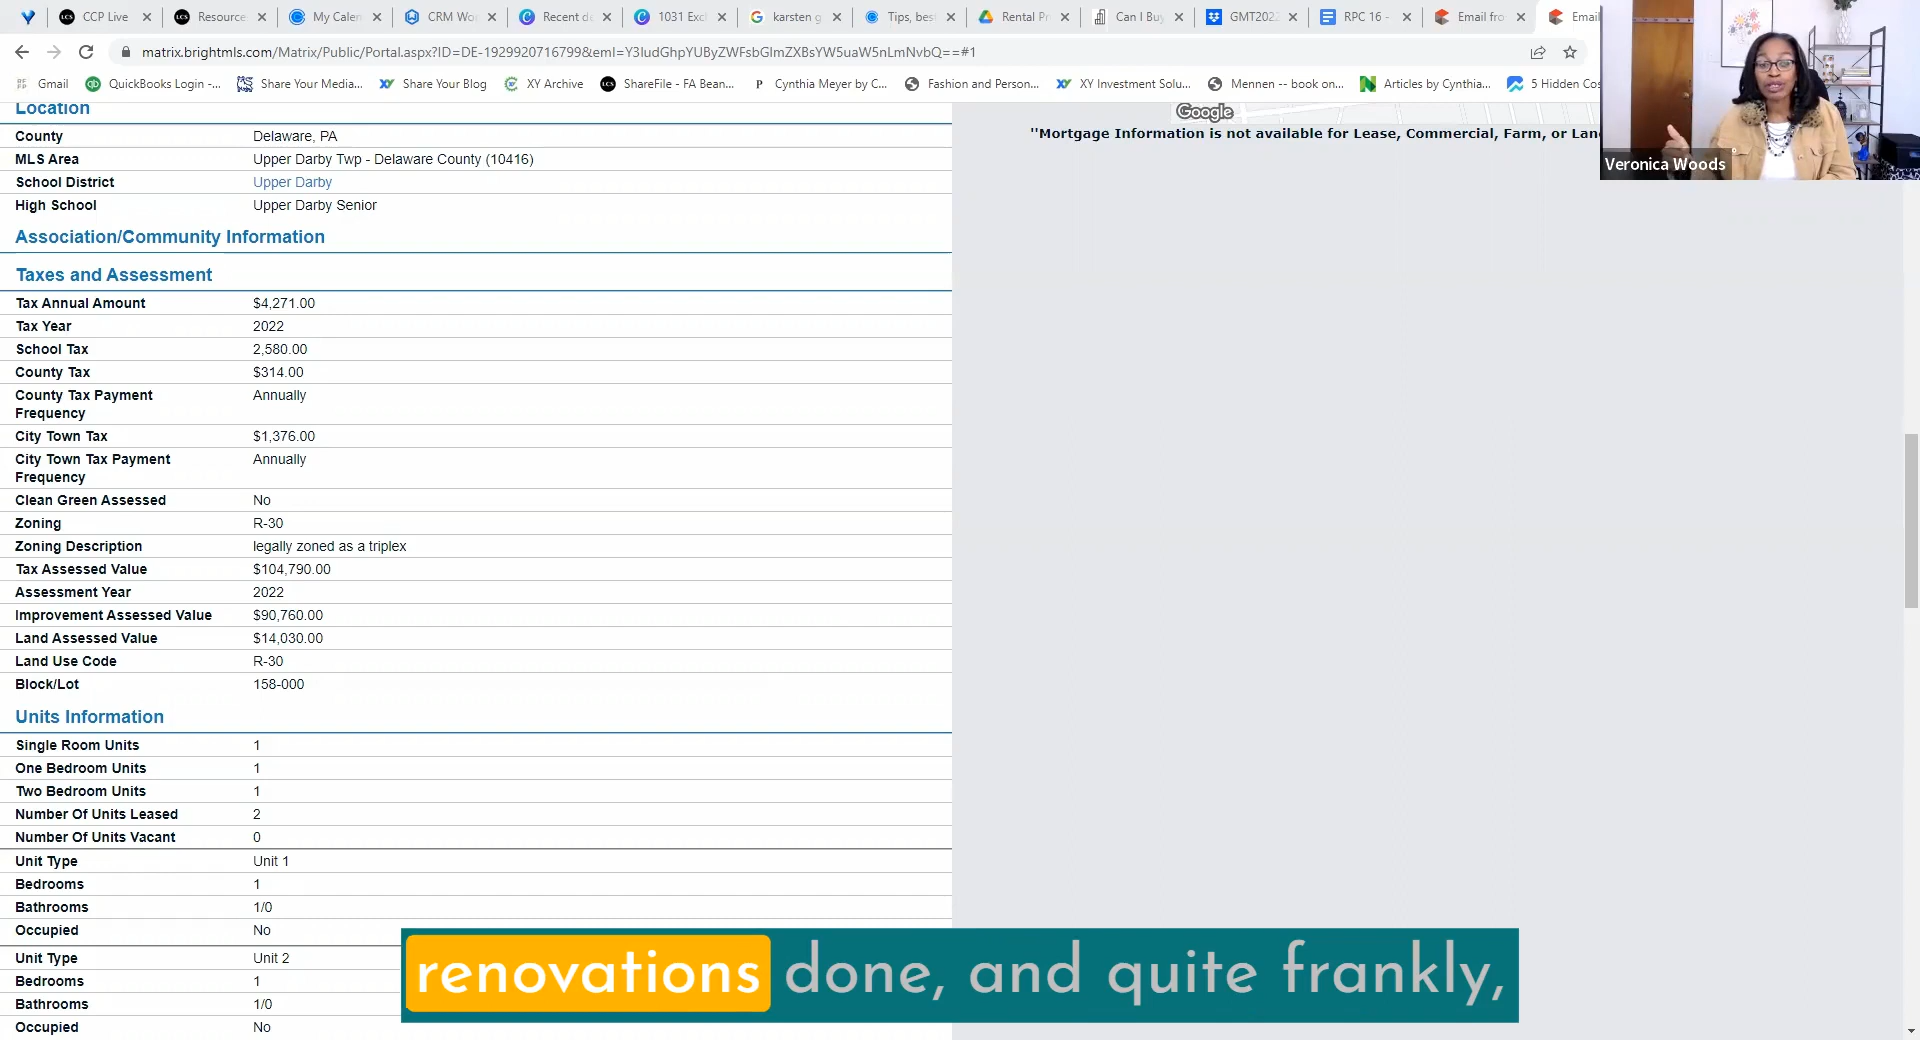 CCP Live
Resource
My Calen
CRM Wo
Recent de
1031 Exc
karsten g
Tips, bes
Rental Pr
Can I Buy
GMT2022
RPC 16 -
Email fro
Email
matrix.brightmls.com/Matrix/Public/Portal.aspx?ID=DE-1929920716799&eml=Y3IudGhpYUByZWFsbGlmZXBsYW5uaW5nLmNvbQ==#1
Gmail
QuickBooks Login -...
Share Your Media...
Share Your Blog
XY Archive
ShareFile - FA Bean...
Cynthia Meyer by C...
Fashion and Person...
XY Investment Solu...
Mennen -- book on...
Articles by Cynthia...
5 Hidden Cos
Location
County Delaware, PA
MLS Area Upper Darby Twp - Delaware County (10416)
School District Upper Darby
High School Upper Darby Senior
Association/Community Information
Taxes and Assessment
Tax Annual Amount $4,271.00
Tax Year 2022
School Tax 2,580.00
County Tax $314.00
County Tax Payment Annually
Frequency
City Town Tax $1,376.00
City Town Tax Payment Annually
Frequency
Clean Green Assessed No
Zoning R-30
Zoning Description legally zoned as a triplex
Tax Assessed Value $104,790.00
Assessment Year 2022
Improvement Assessed Value $90,760.00
Land Assessed Value $14,030.00
Land Use Code R-30
Block/Lot 158-000
Units Information
Single Room Units 1
One Bedroom Units 1
Two Bedroom Units 1
Number Of Units Leased 2
Number Of Units Vacant 0
Unit Type Unit 1
Bedrooms 1
Bathrooms 1/0
Occupied No
Unit Type Unit 2
Bedrooms 1
Bathrooms 1/0
Occupied No
Google
''Mortgage Information is not available for Lease, Commercial, Farm, or Lan
Veronica Woods
renovations done, and quite frankly,